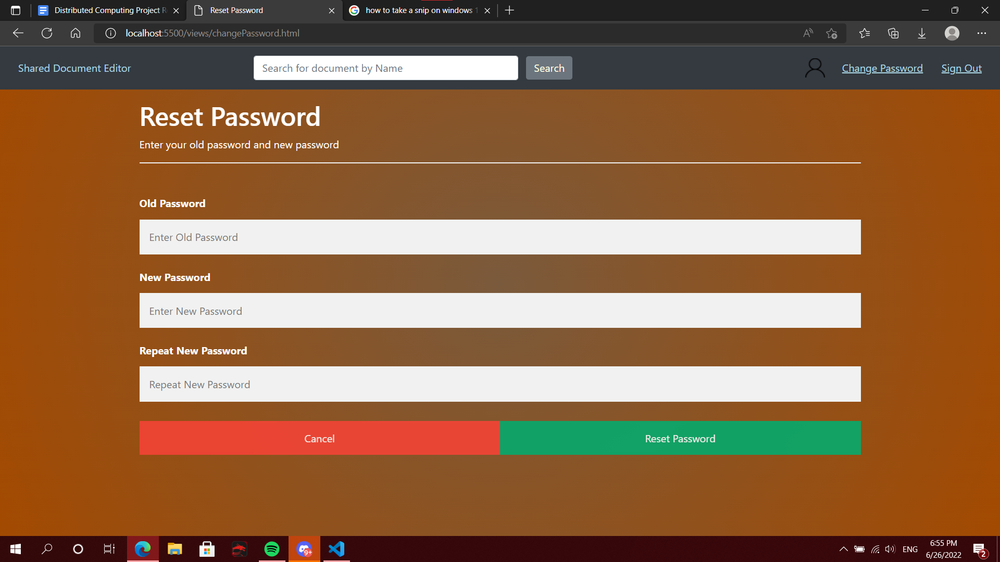 Distributed Computing Project R
Reset Password
how to take a snip on windows 1
localhost:5500/views/changePassword.html
Shared Document Editor
Search for document by Name
Search
Change Password
Sign Out
Reset Password
Enter your old password and new password
Old Password
Enter Old Password
New Password
Enter New Password
Repeat New Password
Repeat New Password
Cancel
Reset Password
9+
ENG
6:55 PM
6/26/2022
2